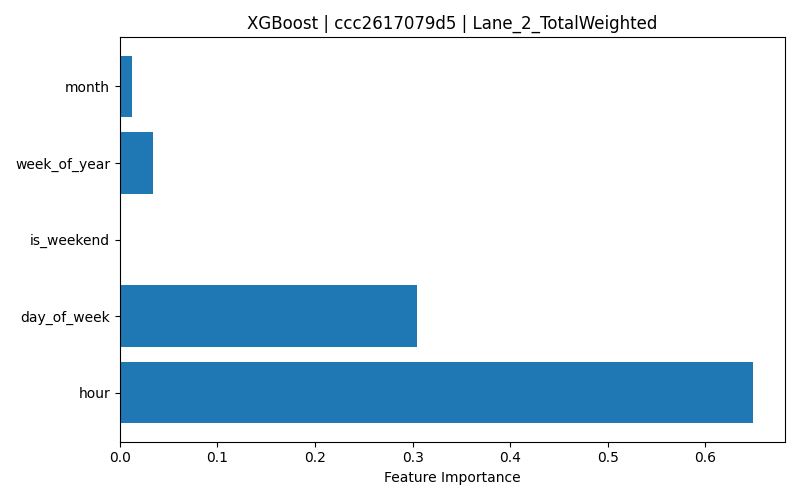 XGBoost | ccc2617079d5 | Lane_2_TotalWeighted
month
week_of_year
is_weekend
day_of_week
hour
0.0 0.1 0.2 0.3 0.4 0.5 0.6
Feature Importance